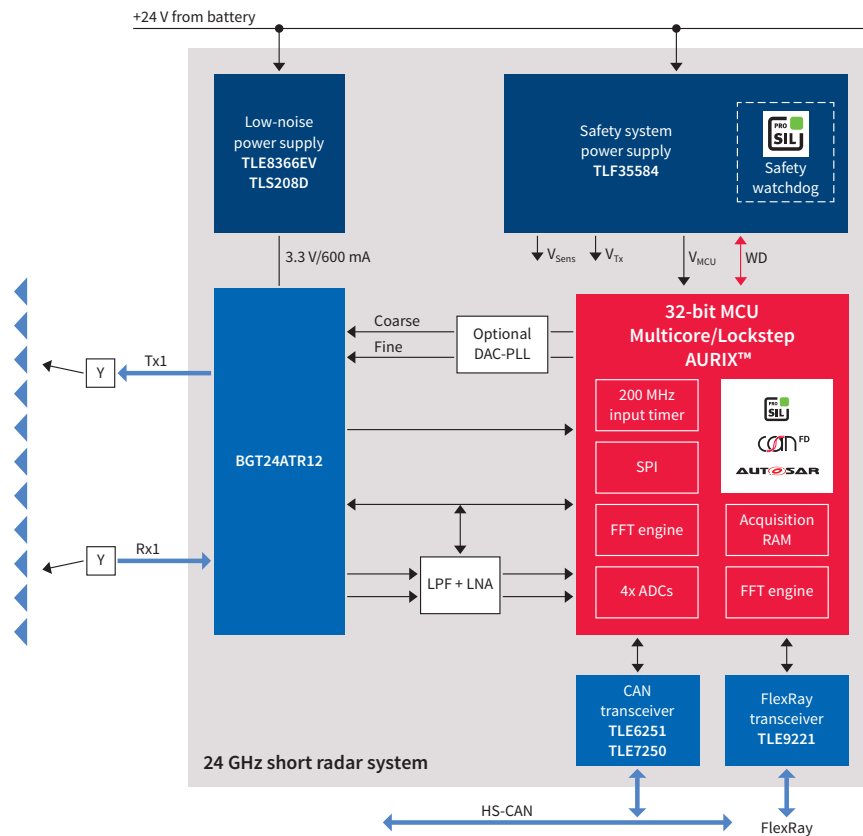 +24 V from battery
Low-noise
power supply
TLE8366EV
TLS208D
Safety system
power supply
TLF35584
PRO
SIL
Safety
watchdog
3.3 V/600 mA
VSens
VTx
VMCU
WD
Coarse
Fine
Optional
DAC-PLL
32-bit MCU
Multicore/Lockstep
AURIX™
200 MHz
input timer
SPI
FFT engine
4x ADCs
PRO
SIL
CAN FD
AUTOSAR
Acquisition
RAM
FFT engine
Y
Tx1
BGT24ATR12
Y
Rx1
LPF + LNA
CAN
transceiver
TLE6251
TLE7250
FlexRay
transceiver
TLE9221
24 GHz short radar system
HS-CAN
FlexRay